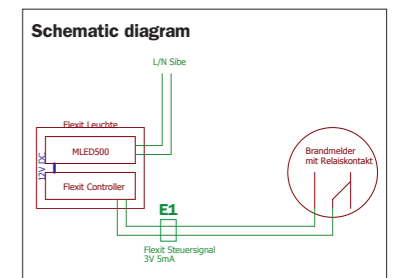 Schematic diagram
L/N Sibe
Flexit Leuchte
MLED500
12V DC
Flexit Controller
Brandmelder
mit Relaiskontakt
E1
Flexit Steuersignal
3V 5mA